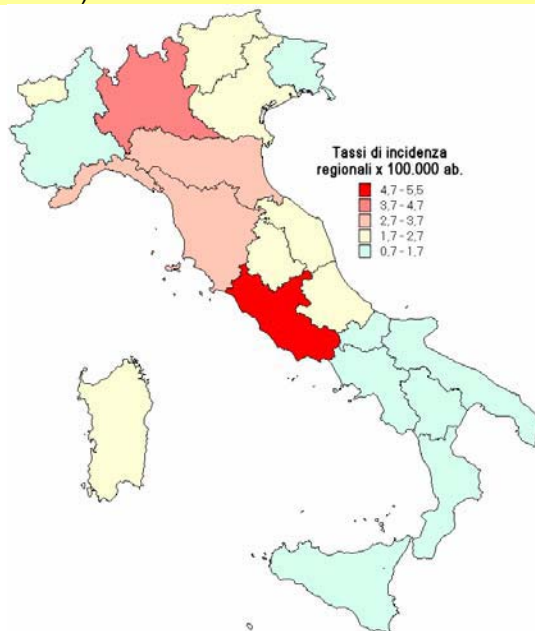 Tassi di incidenza
regionali x 100.000 ab.
4,7 - 5,5
3,7 - 4,7
2,7 - 3,7
1,7 - 2,7
0,7 - 1,7